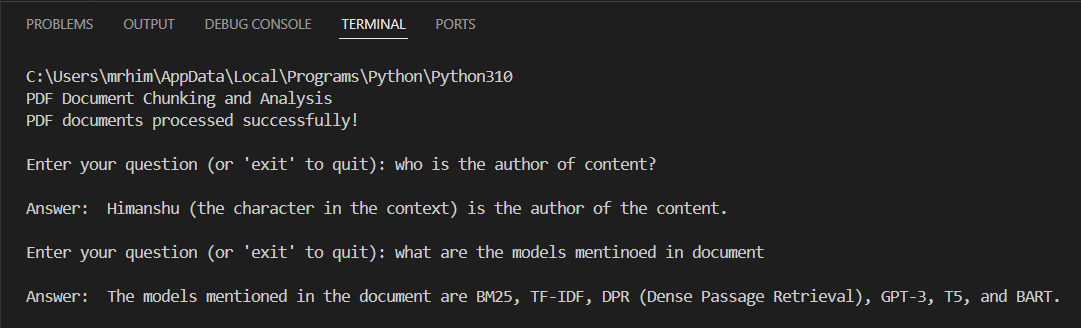 PROBLEMS OUTPUT DEBUG CONSOLE TERMINAL PORTS
C:\Users\mrhim\AppData\Local\Programs\Python\Python310
PDF Document Chunking and Analysis
PDF documents processed successfully!
Enter your question (or 'exit' to quit): who is the author of content?
Answer:  Himanshu (the character in the context) is the author of the content.
Enter your question (or 'exit' to quit): what are the models mentinoed in document
Answer:  The models mentioned in the document are BM25, TF-IDF, DPR (Dense Passage Retrieval), GPT-3, T5, and BART.